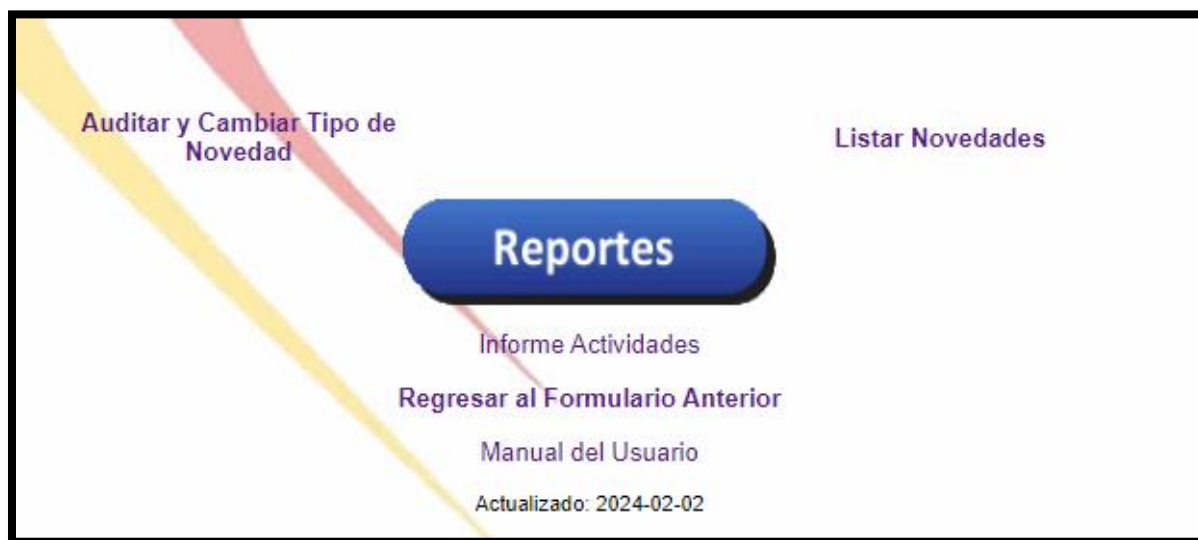 Auditar y Cambiar Tipo de
Novedad
Listar Novedades
Reportes
Informe Actividades
Regresar al Formulario Anterior
Manual del Usuario
Actualizado: 2024-02-02